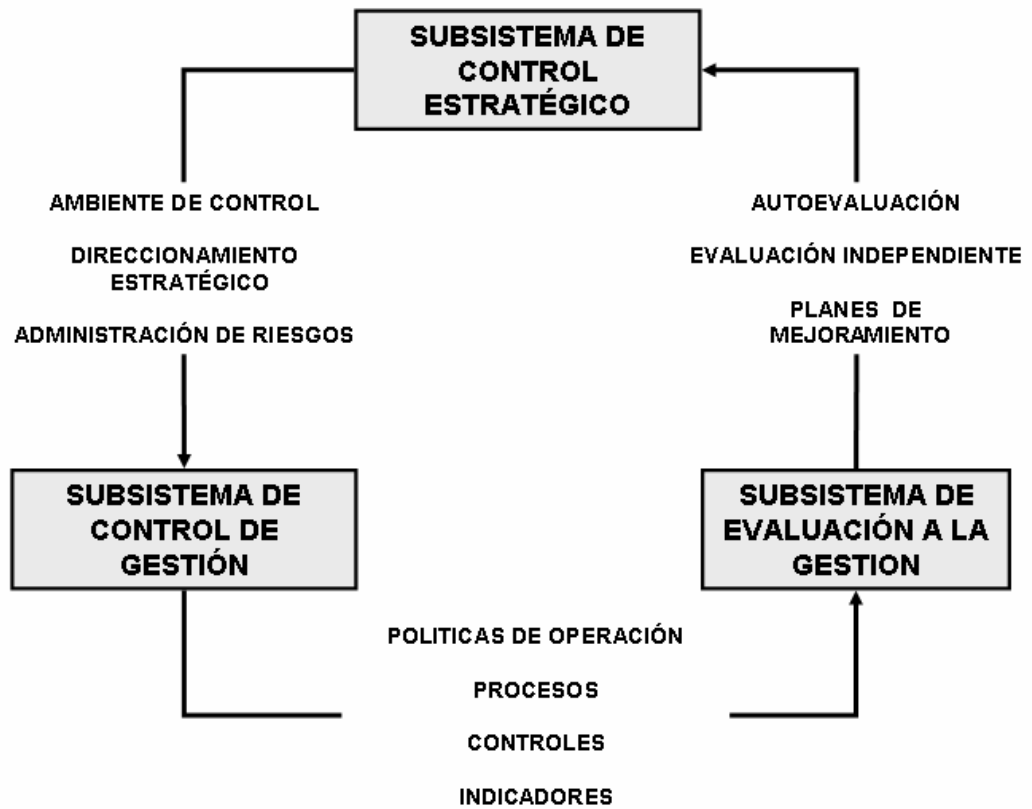 SUBSISTEMA DE
CONTROL
ESTRATÉGICO
AMBIENTE DE CONTROL
DIRECCIONAMIENTO
ESTRATÉGICO
ADMINISTRACIÓN DE RIESGOS
AUTOEVALUACIÓN
EVALUACIÓN INDEPENDIENTE
PLANES DE
MEJORAMIENTO
SUBSISTEMA DE
CONTROL DE
GESTIÓN
SUBSISTEMA DE
EVALUACIÓN A LA
GESTION
POLITICAS DE OPERACIÓN
PROCESOS
CONTROLES
INDICADORES